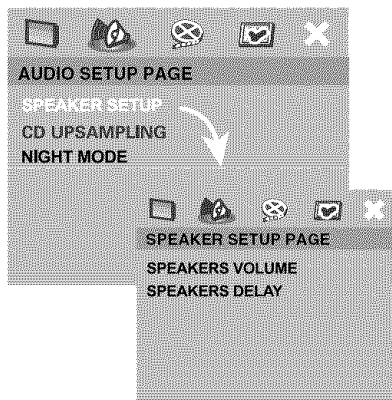 AUDIO SETUP PAGE
SPEAKER SETUP
CD UPSAMPLING
NIGHT MODE
SPEAKER SETUP PAGE
SPEAKERS VOLUME
SPEAKERS DELAY